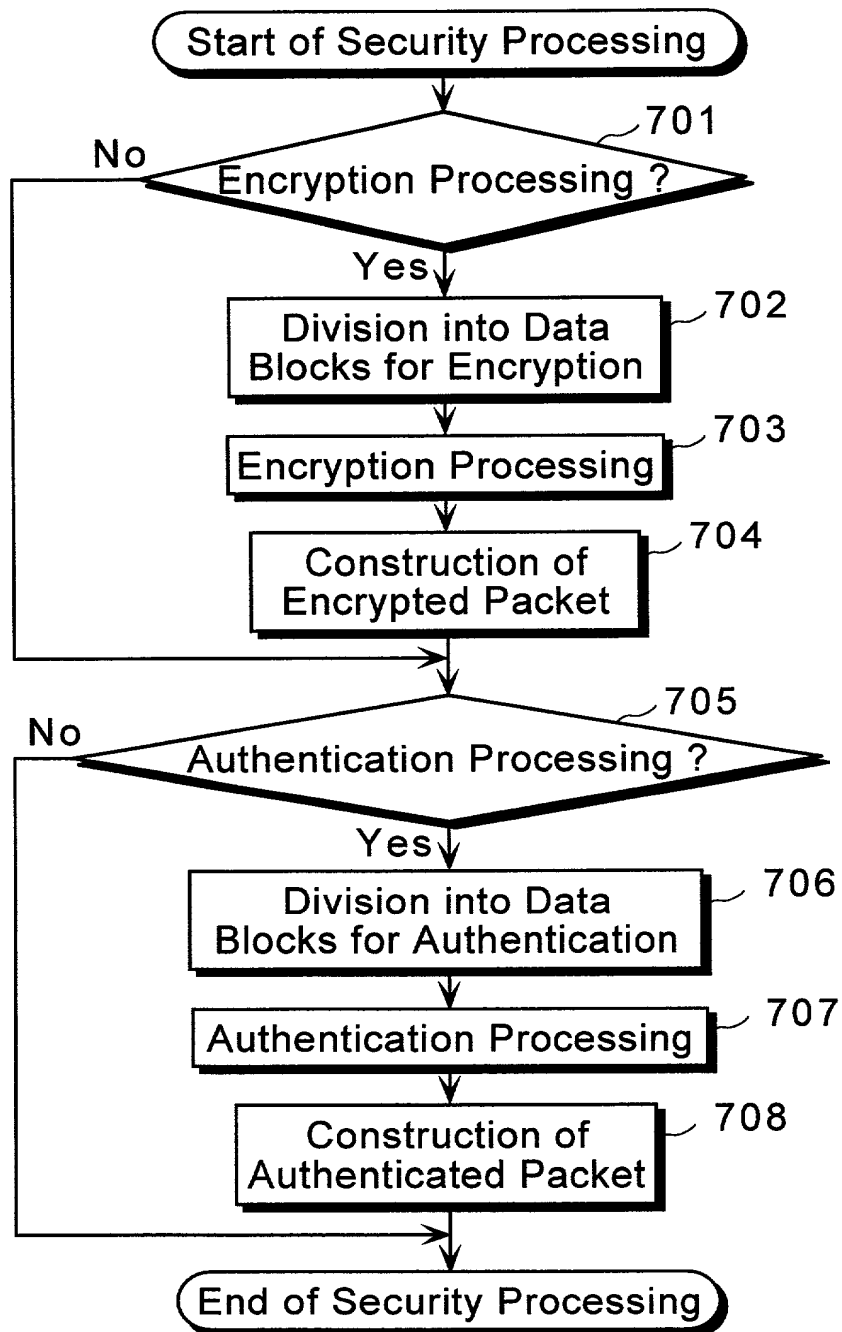 Start of Security Processing
701
No
Encryption Processing ?
Yes
702
Division into Data
Blocks for Encryption
703
Encryption Processing
704
Construction of
Encrypted Packet
705
No
Authentication Processing ?
Yes
706
Division into Data
Blocks for Authentication
707
Authentication Processing
708
Construction of
Authenticated Packet
End of Security Processing